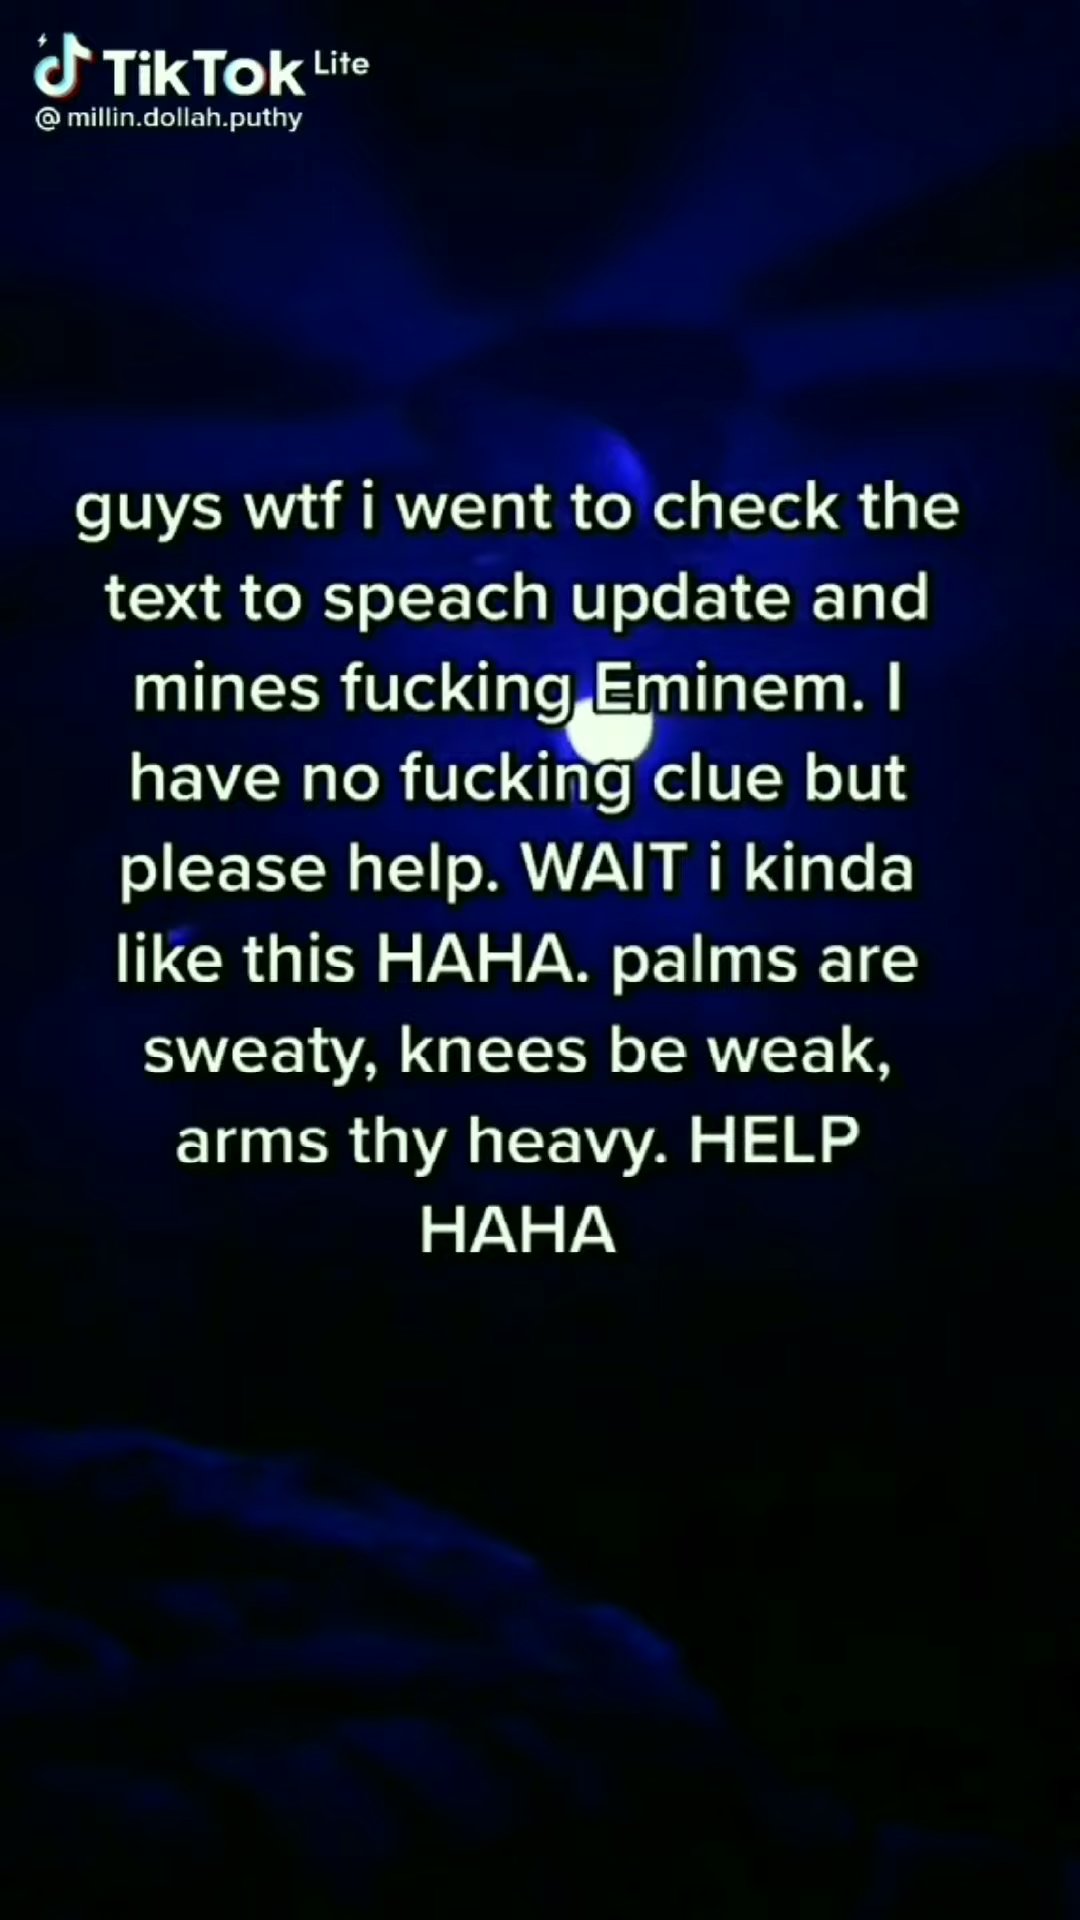 TikTok Lite
@millin.dollah.puthy
guys wtf i went to check the
text to speach update and
mines fucking Eminem. I
have no fucking clue but
please help. WAIT i kinda
like this HAHA. palms are
sweaty, knees be weak,
arms thy heavy. HELP
HAHA